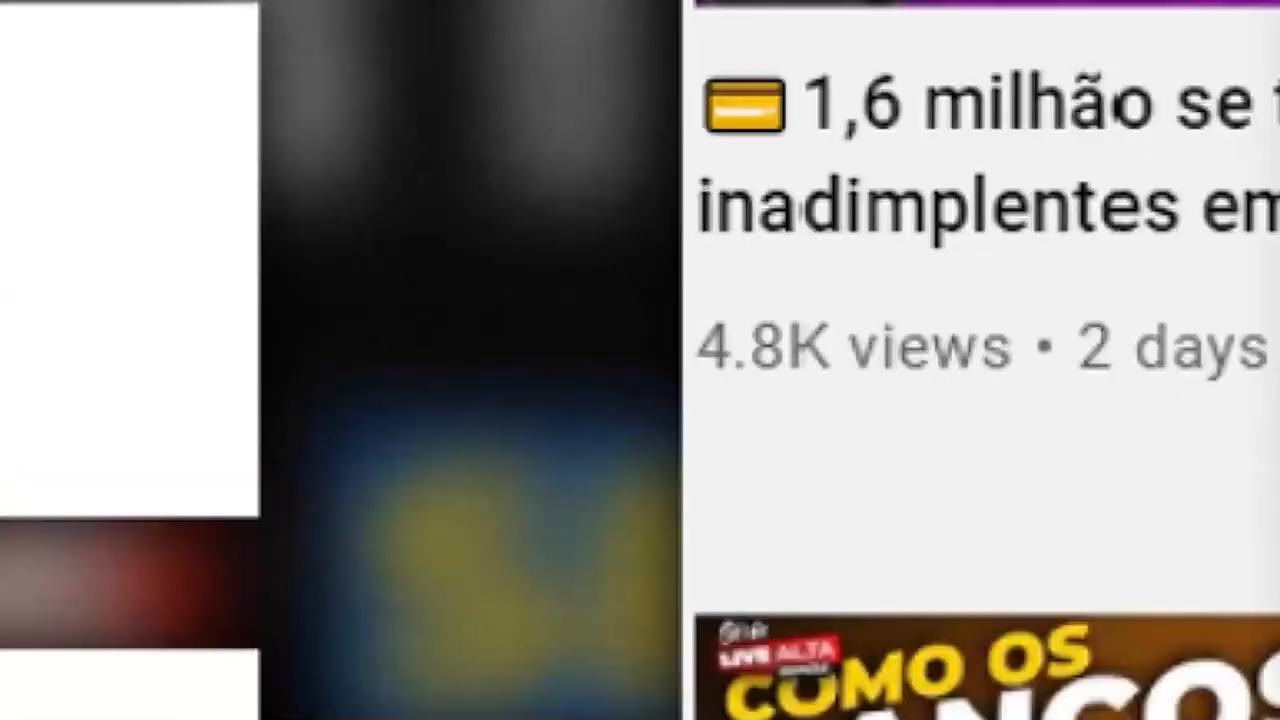 1,6 milhão se
inadimplentes em
4.8K views • 2 days
LIVE ALTA
COMO OS